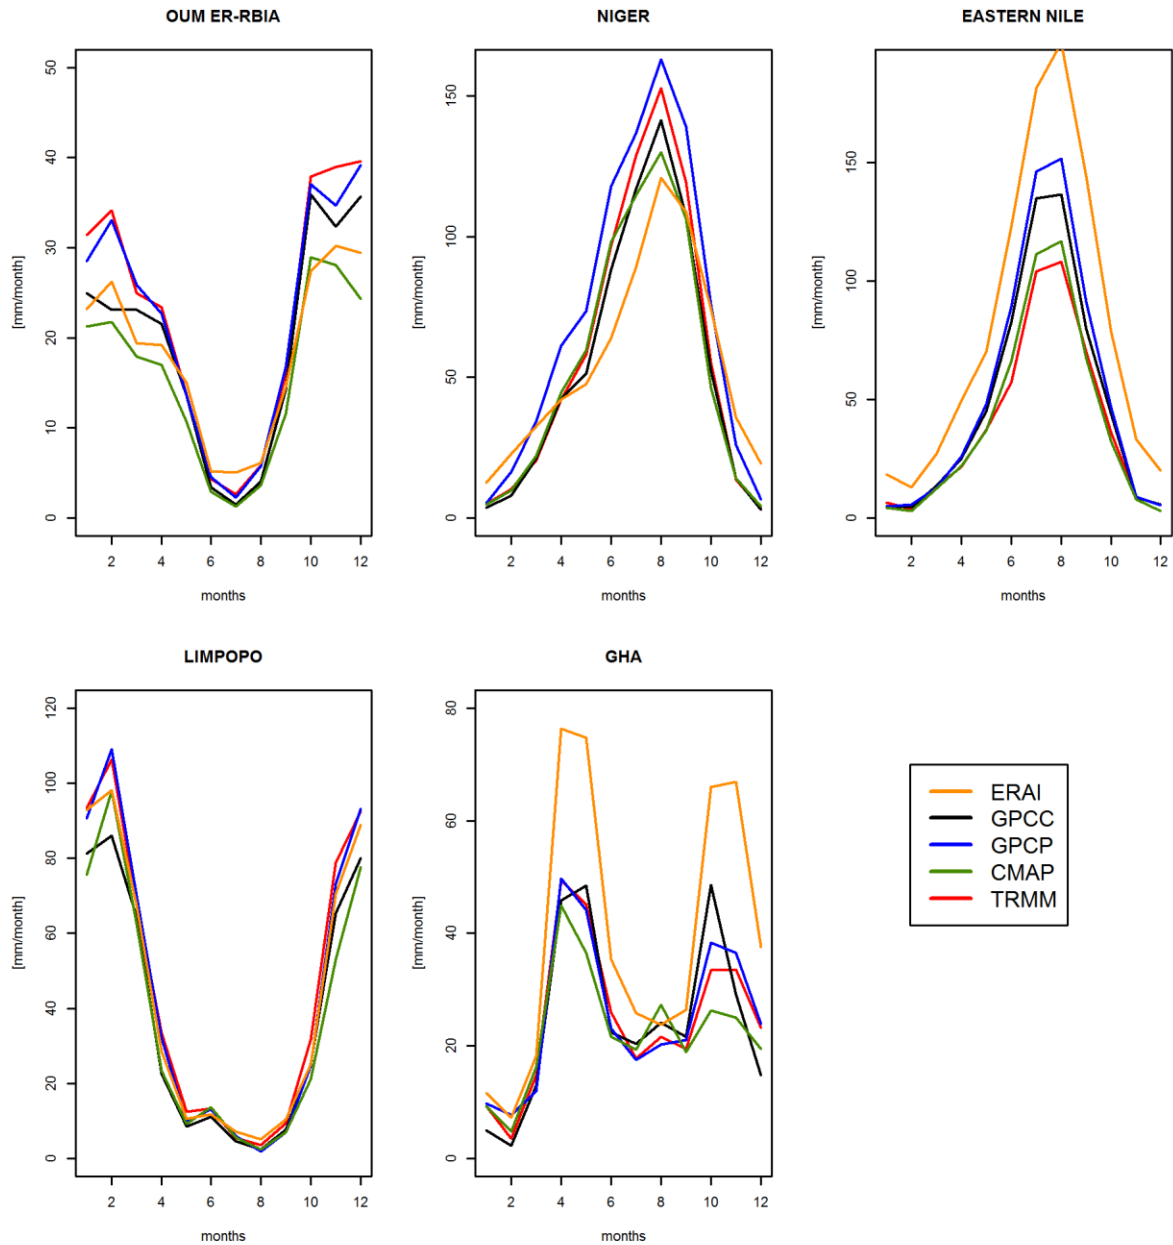 OUM ER-RBIA
NIGER
EASTERN NILE
[mm/month]
0 10 20 30 40 50
2 4 6 8 10 12
months
[mm/month]
0 50 100 150
2 4 6 8 10 12
months
[mm/month]
0 50 100 150
2 4 6 8 10 12
months
LIMPOPO
GHA
[mm/month]
0 20 40 60 80 100 120
2 4 6 8 10 12
months
[mm/month]
0 20 40 60 80
2 4 6 8 10 12
months
ERAI
GPCC
GPCP
CMAP
TRMM